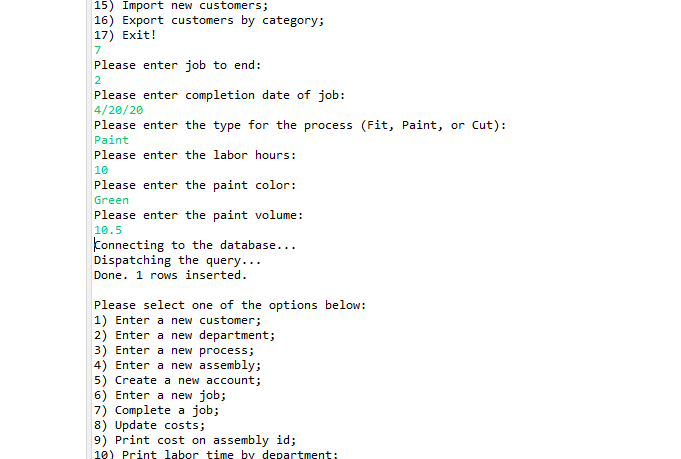 15) Import new customers;
16) Export customers by category;
17) Exit!
7
Please enter job to end:
2
Please enter completion date of job:
4/20/20
Please enter the type for the process (Fit, Paint, or Cut):
Paint
Please enter the labor hours:
10
Please enter the paint color:
Green
Please enter the paint volume:
10.5
Connecting to the database...
Dispatching the query...
Done. 1 rows inserted.

Please select one of the options below:
1) Enter a new customer;
2) Enter a new department;
3) Enter a new process;
4) Enter a new assembly;
5) Create a new account;
6) Enter a new job;
7) Complete a job;
8) Update costs;
9) Print cost on assembly id;
10) Print labor time by department;